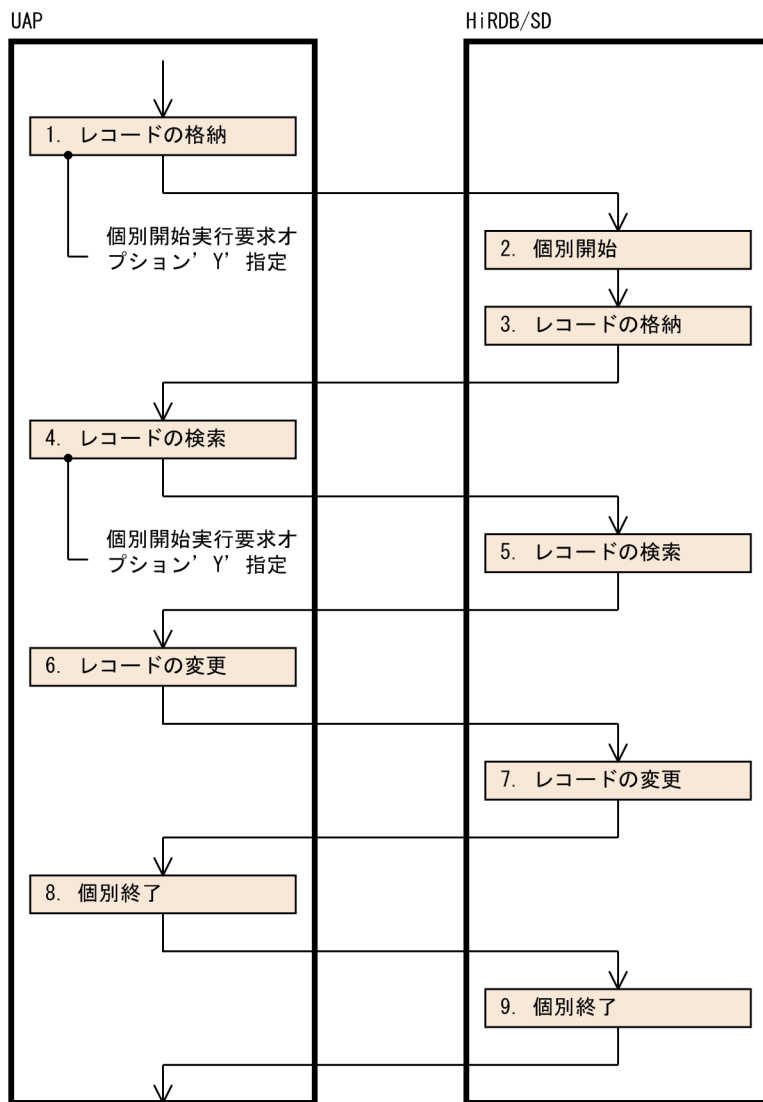 UAP
HiRDB/SD
1. レコードの格納
個別開始実行要求オ
プション’Y’指定
2. 個別開始
3. レコードの格納
4. レコードの検索
個別開始実行要求オ
プション’Y’指定
5. レコードの検索
6. レコードの変更
7. レコードの変更
8. 個別終了
9. 個別終了